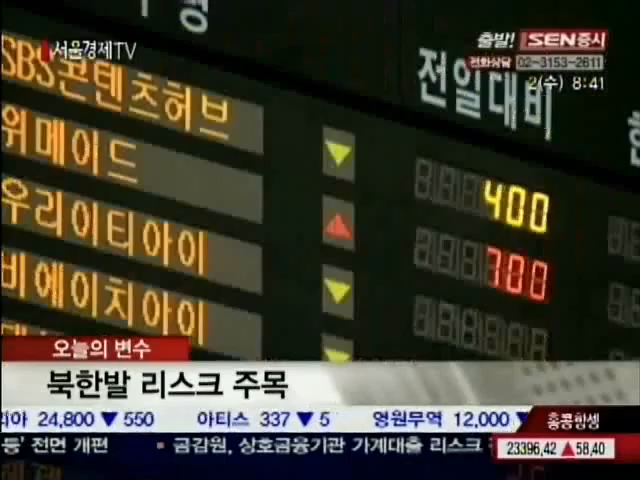 서울경제TV
출발! SEN증시
전화상담 02-3153-2611
2(수) 8:41
명
전일대비
SBS콘텐츠허브
위메이드
400
우리이티아이
700
비에이치아이
오늘의 변수
북한발 리스크 주목
리아 24,800 ▼ 550 아티스 337 ▼ 5 영원무역 12,000 ▼
홍콩항셍
등' 전면 개편 ▪ 금감원, 상호금융기관 가계대출 리스크
23396,42 ▲58,40